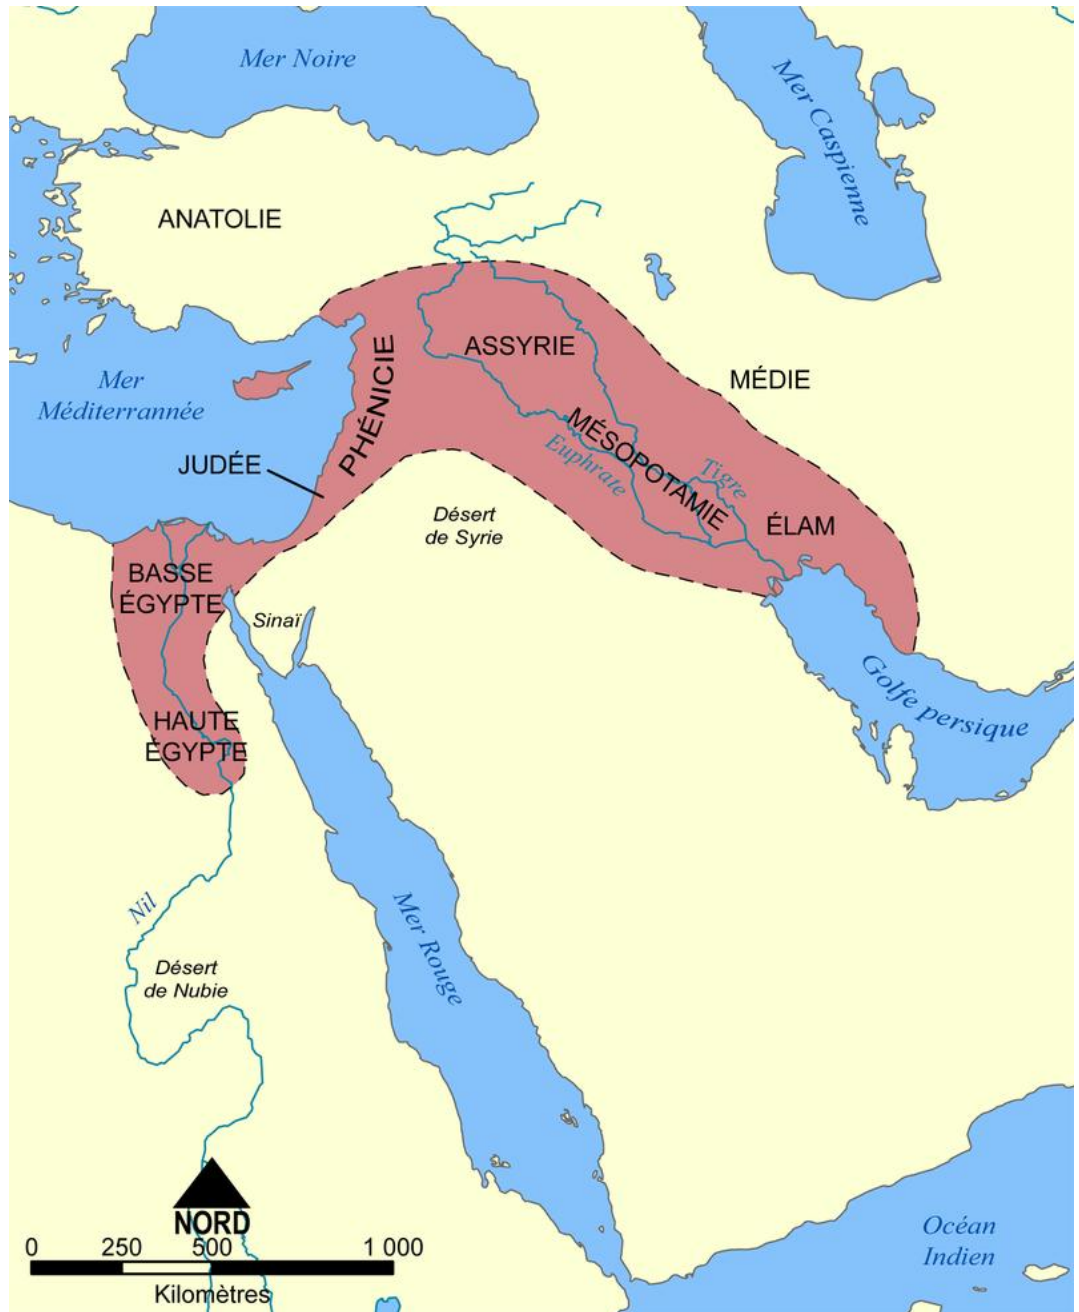 Mer Noire
Mer Caspienne
ANATOLIE
ASSYRIE
PHÉNICIE
MÉDIE
Mer
Méditerrannée
MÉSOPOTAMIE
Euphrate
Tigre
JUDÉE
ÉLAM
Désert
de Syrie
BASSE
ÉGYPTE
Sinaï
Golfe persique
HAUTE
ÉGYPTE
Nil
Mer Rouge
Désert
de Nubie
NORD
0 250 500 1 000
Kilomètres
Océan
Indien